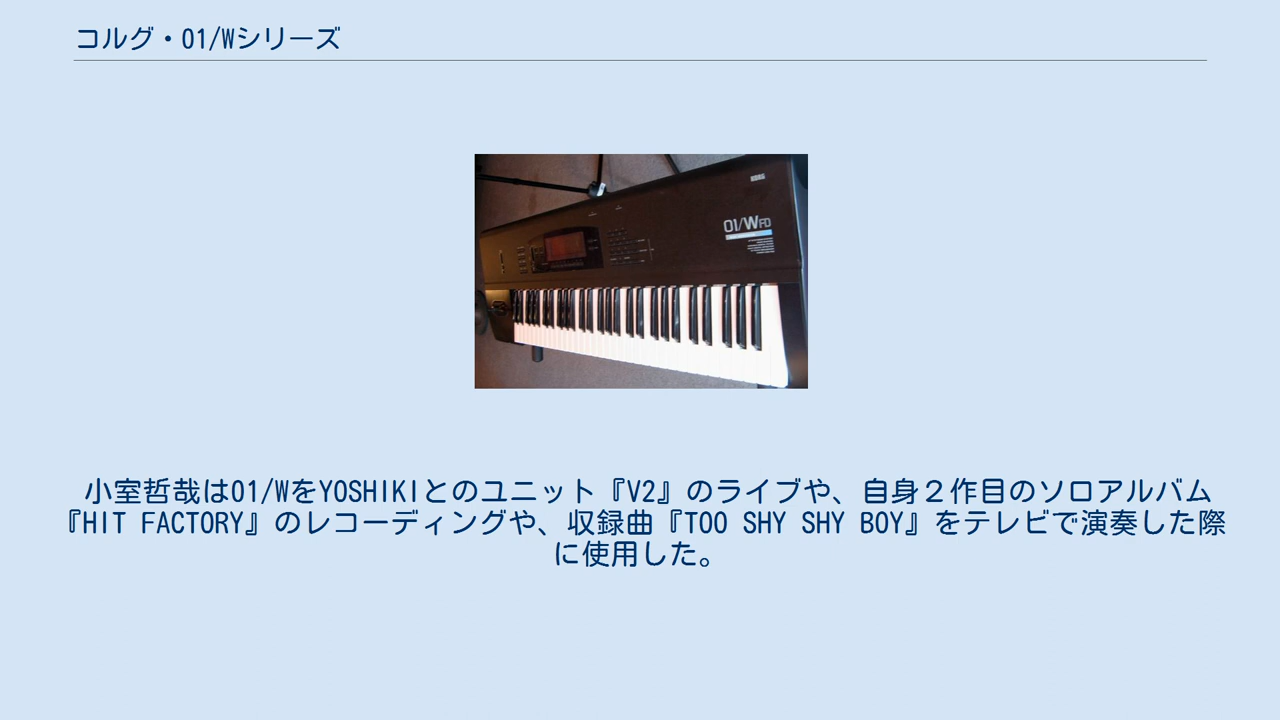 コルグ・01/Wシリーズ
KORG
01/WFD
小室哲哉は01/WをYOSHIKIとのユニット『V2』のライブや、自身２作目のソロアルバム
『HIT FACTORY』のレコーディングや、収録曲『TOO SHY SHY BOY』をテレビで演奏した際
に使用した。